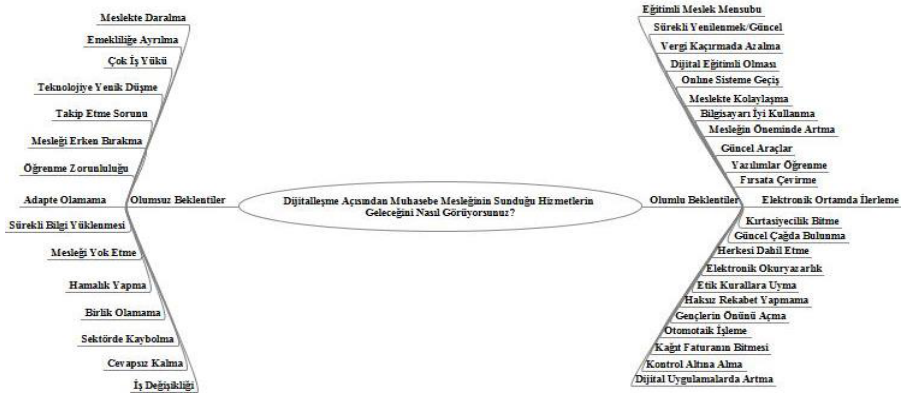 Meslekte Daralma
Emekliliğe Ayrılma
Çok İş Yükü
Teknolojiye Yenik Düşme
Takip Etme Sorunu
Mesleği Erken Bırakma
Öğrenme Zorunluluğu
Adapte Olamama
Olumsuz Beklentiler
Sürekli Bilgi Yüklenmesi
Mesleği Yok Etme
Hamalık Yapma
Birlik Olamama
Sektörde Kaybolma
Cevapsız Kalma
İş Değişikliği
Dijitalleşme Açısından Muhasebe Mesleğinin Sunduğu Hizmetlerin
Geleceğini Nasıl Görüyorsunuz?
Olumlu Beklentiler
Eğitimli Meslek Mensubu
Sürekli Yenilenmek/Güncel
Vergi Kaçırmada Azalma
Dijital Eğitimli Olması
Online Sisteme Geçiş
Meslekte Kolaylaşma
Bilgisayarı İyi Kullanma
Mesleğin Öneminde Artma
Güncel Araçlar
Yazılımlar Öğrenme
Fırsata Çevirme
Elektronik Ortamda İlerleme
Kırtasiyecilik Bitme
Güncel Çağda Bulunma
Herkesi Dahil Etme
Elektronik Okuryazarlık
Etik Kurallara Uyma
Haksız Rekabet Yapmama
Gençlerin Önünü Açma
Otomotaik İşleme
Kağıt Faturanın Bitmesi
Kontrol Altına Alma
Dijital Uygulamalarda Artma